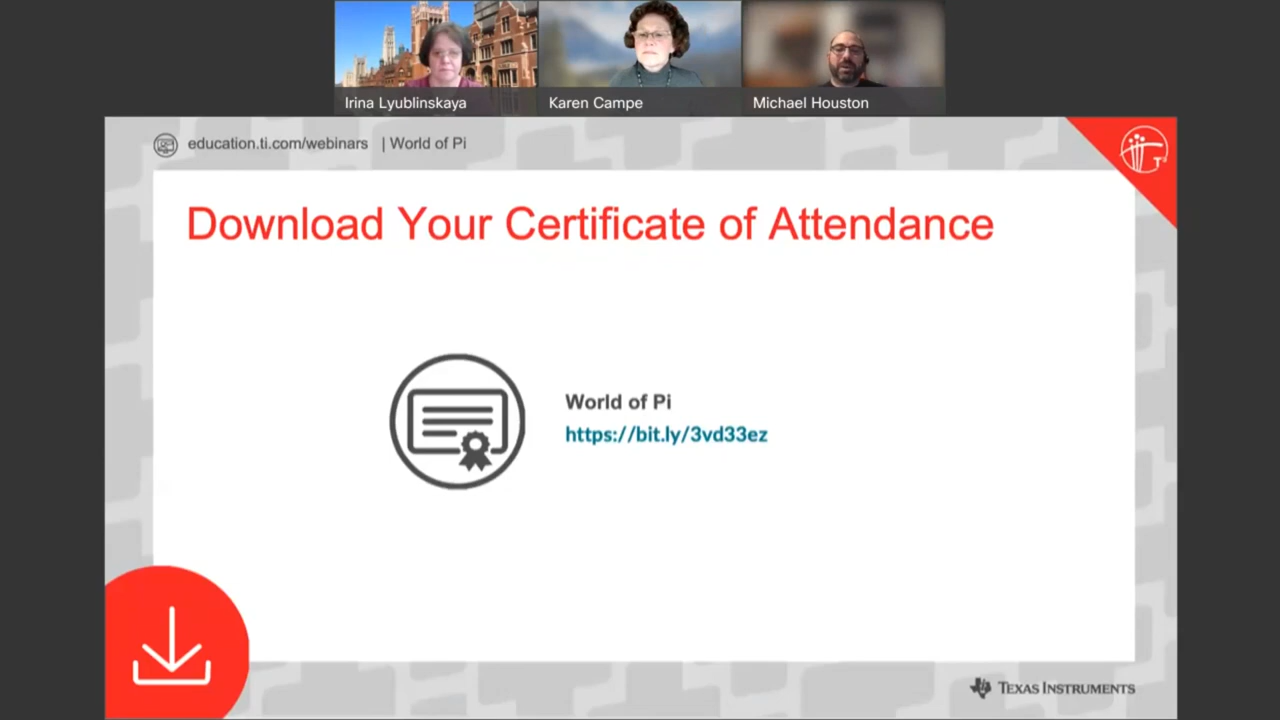 Irina Lyublinskaya
Karen Campe
Michael Houston
education.ti.com/webinars | World of Pi
Download Your Certificate of Attendance
World of Pi
https://bit.ly/3vd33ez
TEXAS INSTRUMENTS